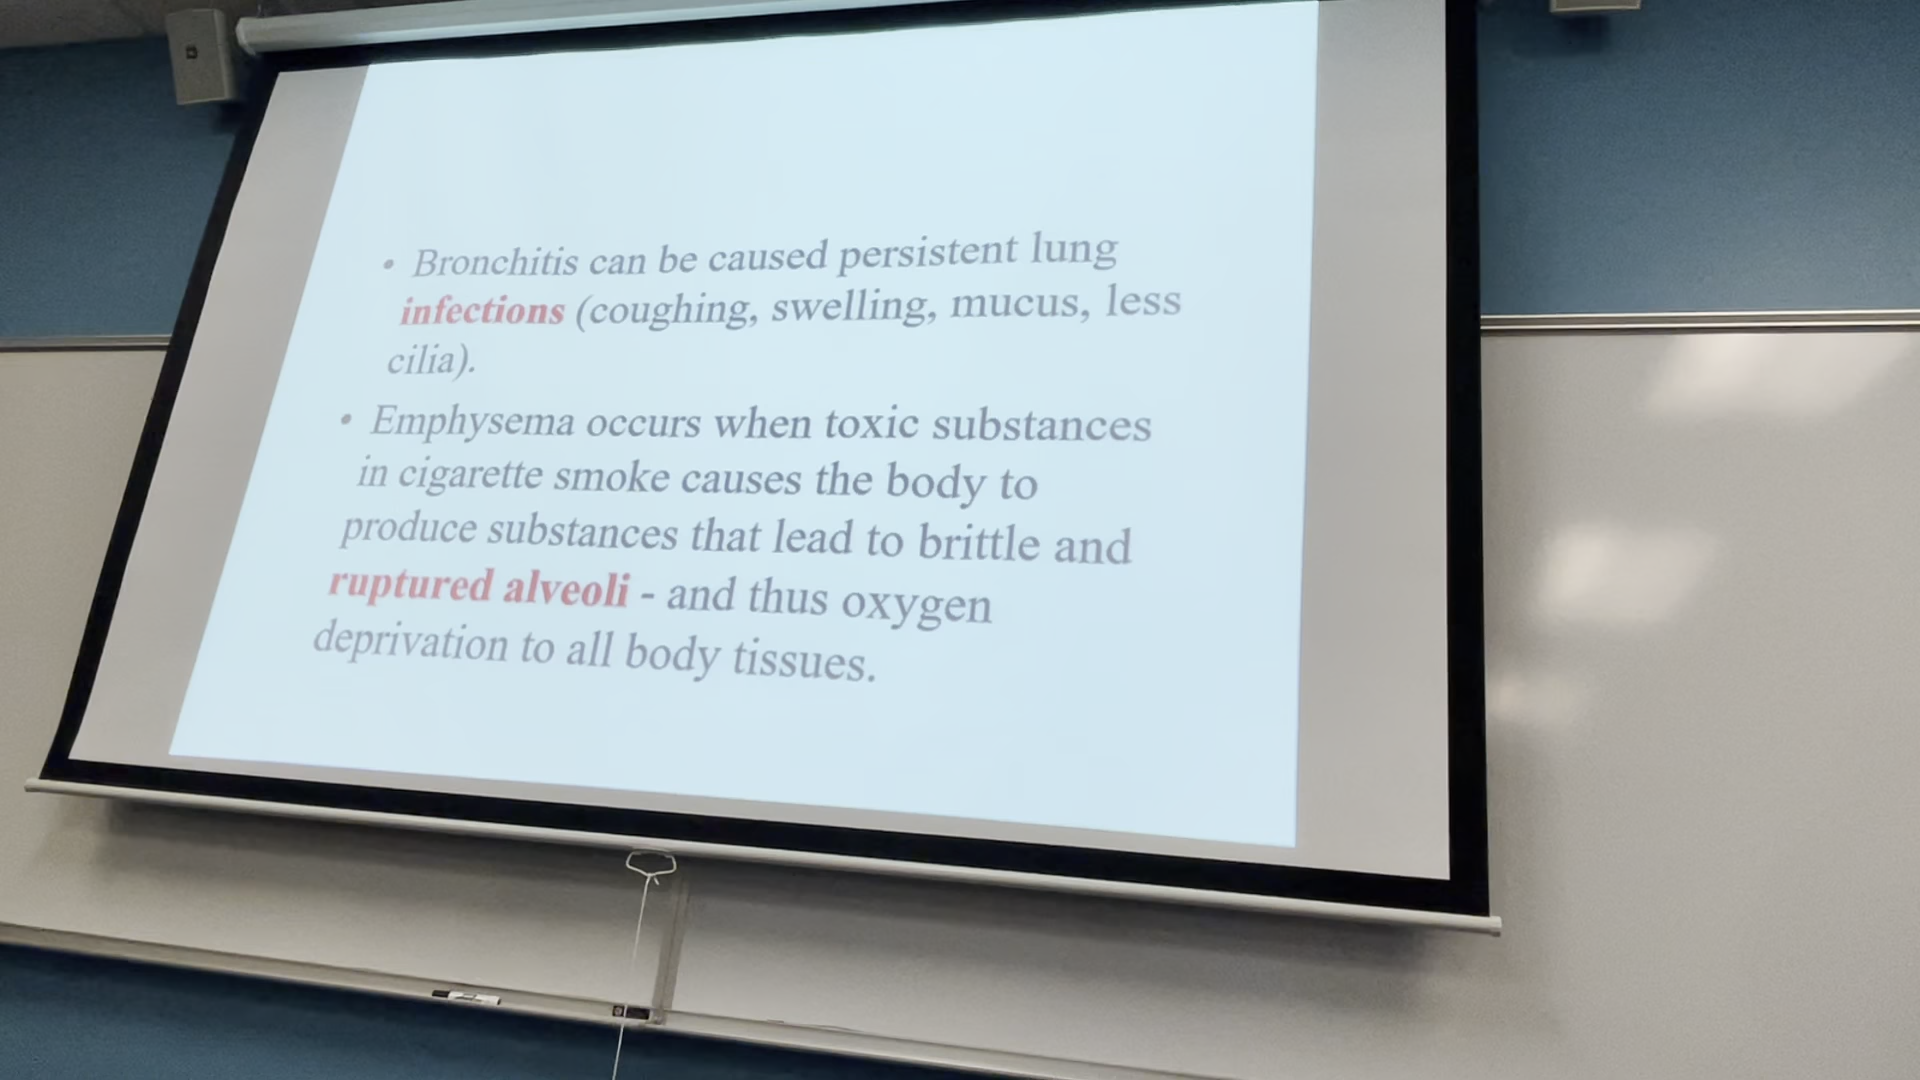 • Bronchitis can be caused persistent lung
infections (coughing, swelling, mucus, less
cilia).
• Emphysema occurs when toxic substances
in cigarette smoke causes the body to
produce substances that lead to brittle and
ruptured alveoli - and thus oxygen
deprivation to all body tissues.